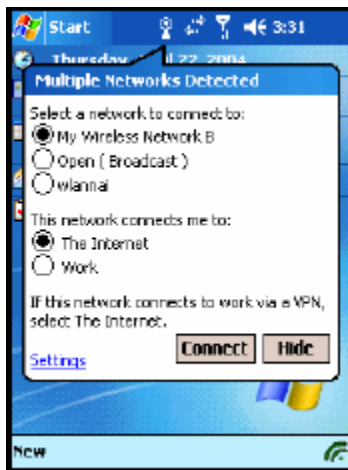 Start 3:31
Thursday 22, 2004
Multiple Networks Detected
Select a network to connect to:
My Wireless Network B
Open ( Broadcast )
wlannai
This network connects me to:
The Internet
Work
If this network connects to work via a VPN,
select The Internet.
Connect Hide
Settings
New